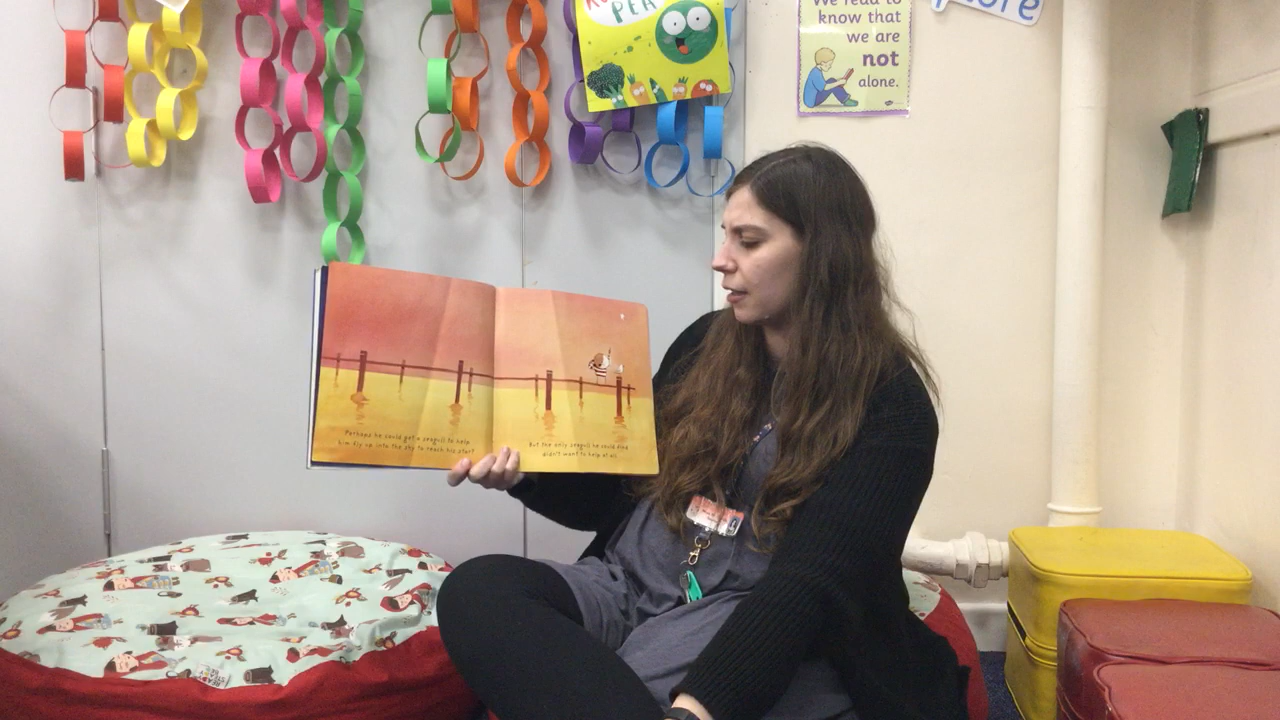 PEA
We read to
know that
we are
not
alone.
more
Perhaps he could get a seagull to help
him fly up into the sky to reach his star?
But the only seagull he could find
didn't want to help at all.